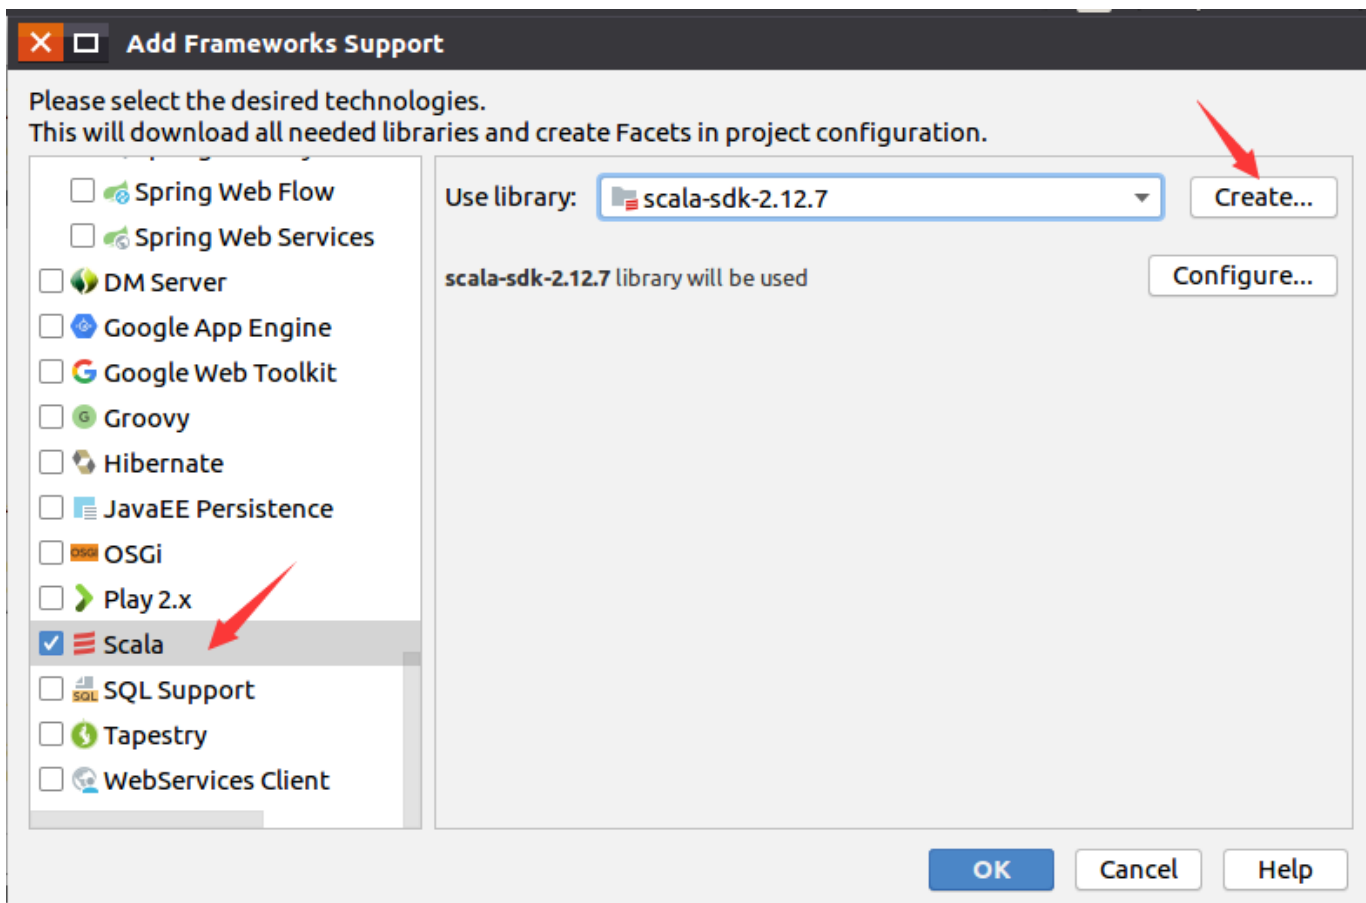 Add Frameworks Support
Please select the desired technologies.
This will download all needed libraries and create Facets in project configuration.
Spring Web Flow
Spring Web Services
DM Server
Google App Engine
Google Web Toolkit
G Groovy
Hibernate
JavaEE Persistence
OSGi OSGi
Play 2.x
Scala
SQL SQL Support
Tapestry
WebServices Client
Use library: scala-sdk-2.12.7 Create...
scala-sdk-2.12.7 library will be used Configure...
OK Cancel Help